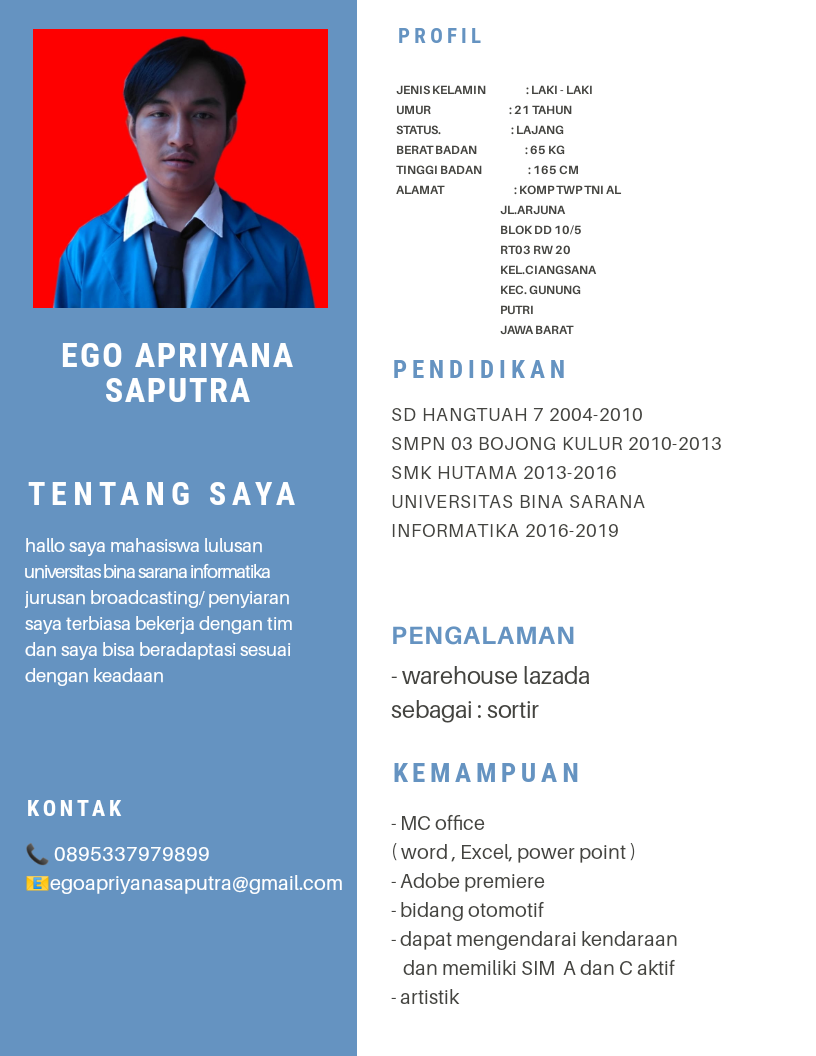 EGO APRIYANA
SAPUTRA
TENTANG SAYA
hallo saya mahasiswa lulusan
universitas bina sarana informatika
jurusan broadcasting/ penyiaran
saya terbiasa bekerja dengan tim
dan saya bisa beradaptasi sesuai
dengan keadaan
KONTAK
📞 0895337979899
📧egoapriyanasaputra@gmail.com
PROFIL
JENIS KELAMIN : LAKI - LAKI
UMUR : 21 TAHUN
STATUS. : LAJANG
BERAT BADAN : 65 KG
TINGGI BADAN : 165 CM
ALAMAT : KOMP TWP TNI AL
JL.ARJUNA
BLOK DD 10/5
RT03 RW 20
KEL.CIANGSANA
KEC. GUNUNG
PUTRI
JAWA BARAT
PENDIDIKAN
SD HANGTUAH 7 2004-2010
SMPN 03 BOJONG KULUR 2010-2013
SMK HUTAMA 2013-2016
UNIVERSITAS BINA SARANA
INFORMATIKA 2016-2019
PENGALAMAN
- warehouse lazada
sebagai : sortir
KEMAMPUAN
- MC office
( word , Excel, power point )
- Adobe premiere
- bidang otomotif
- dapat mengendarai kendaraan
dan memiliki SIM A dan C aktif
- artistik